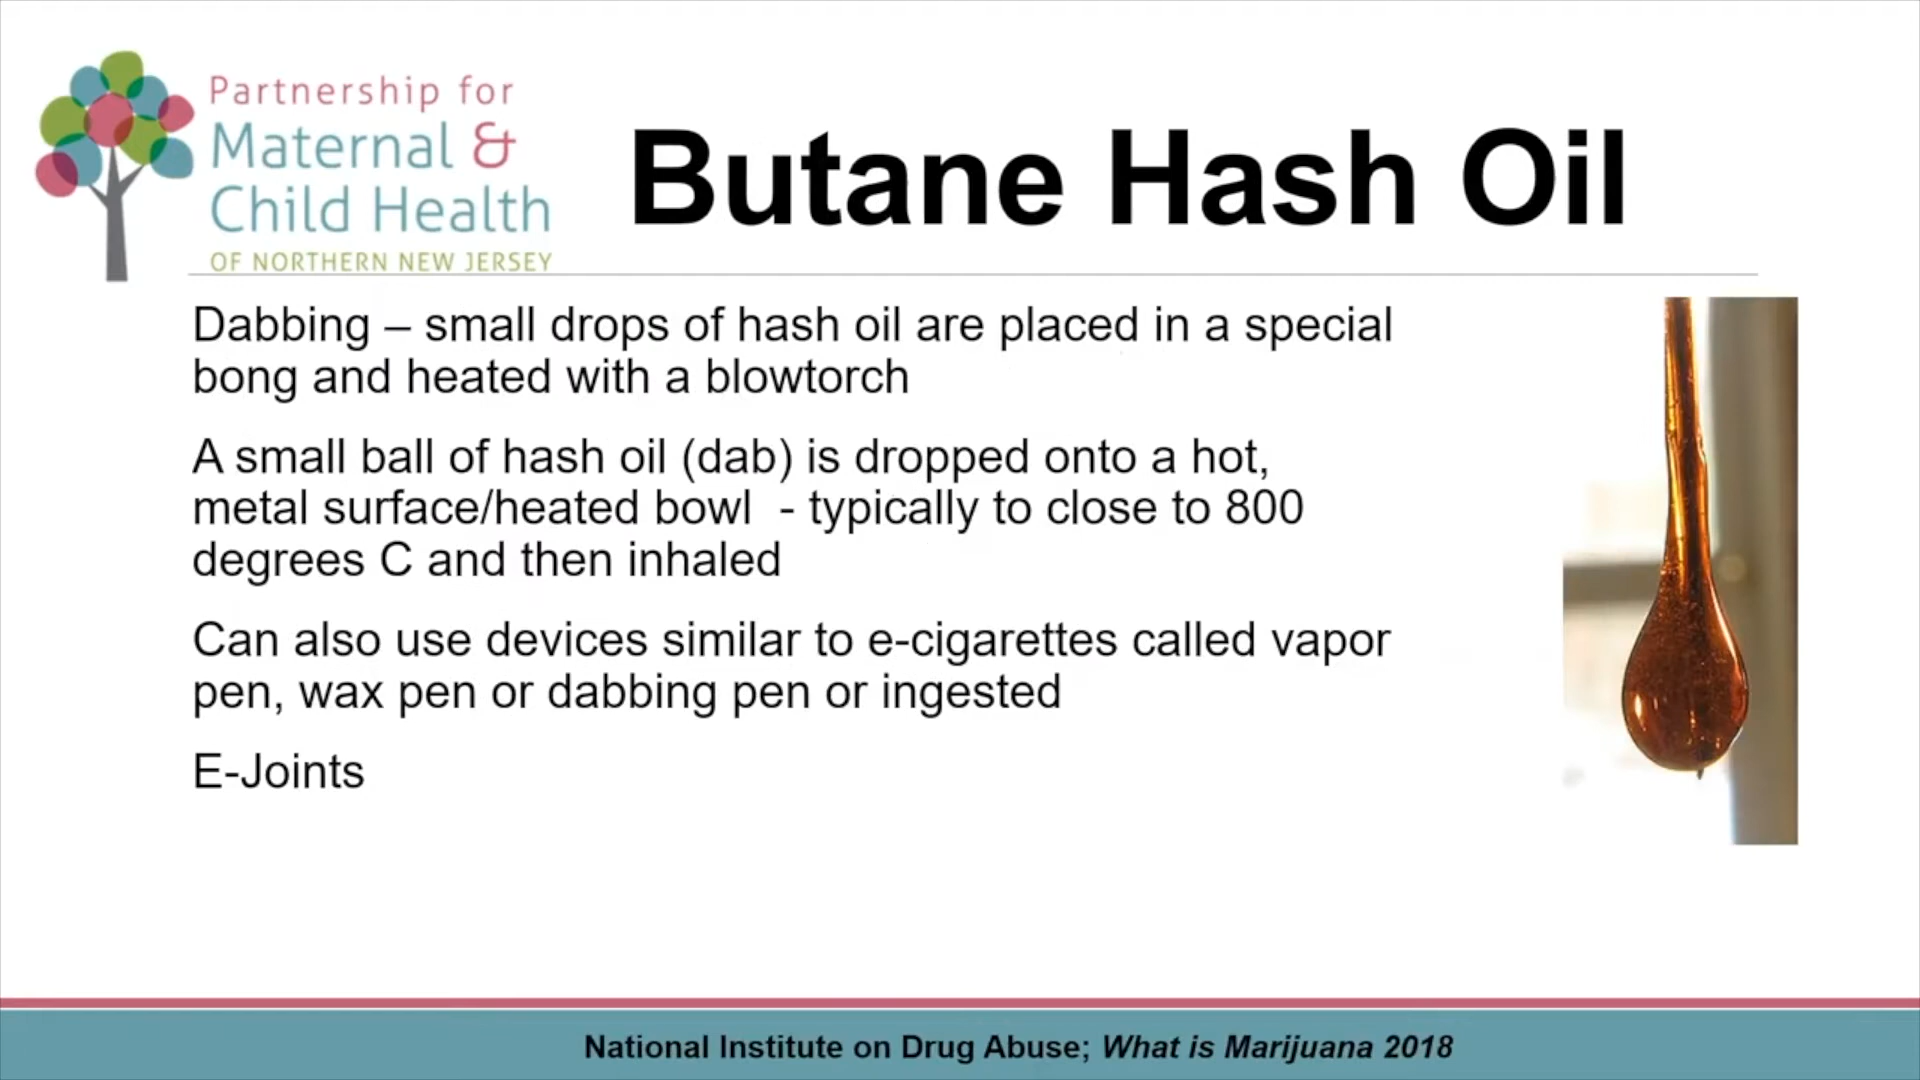 Partnership for
Maternal &
Child Health
OF NORTHERN NEW JERSEY
Butane Hash Oil
Dabbing – small drops of hash oil are placed in a special
bong and heated with a blowtorch
A small ball of hash oil (dab) is dropped onto a hot,
metal surface/heated bowl  - typically to close to 800
degrees C and then inhaled
Can also use devices similar to e-cigarettes called vapor
pen, wax pen or dabbing pen or ingested
E-Joints
National Institute on Drug Abuse; What is Marijuana 2018